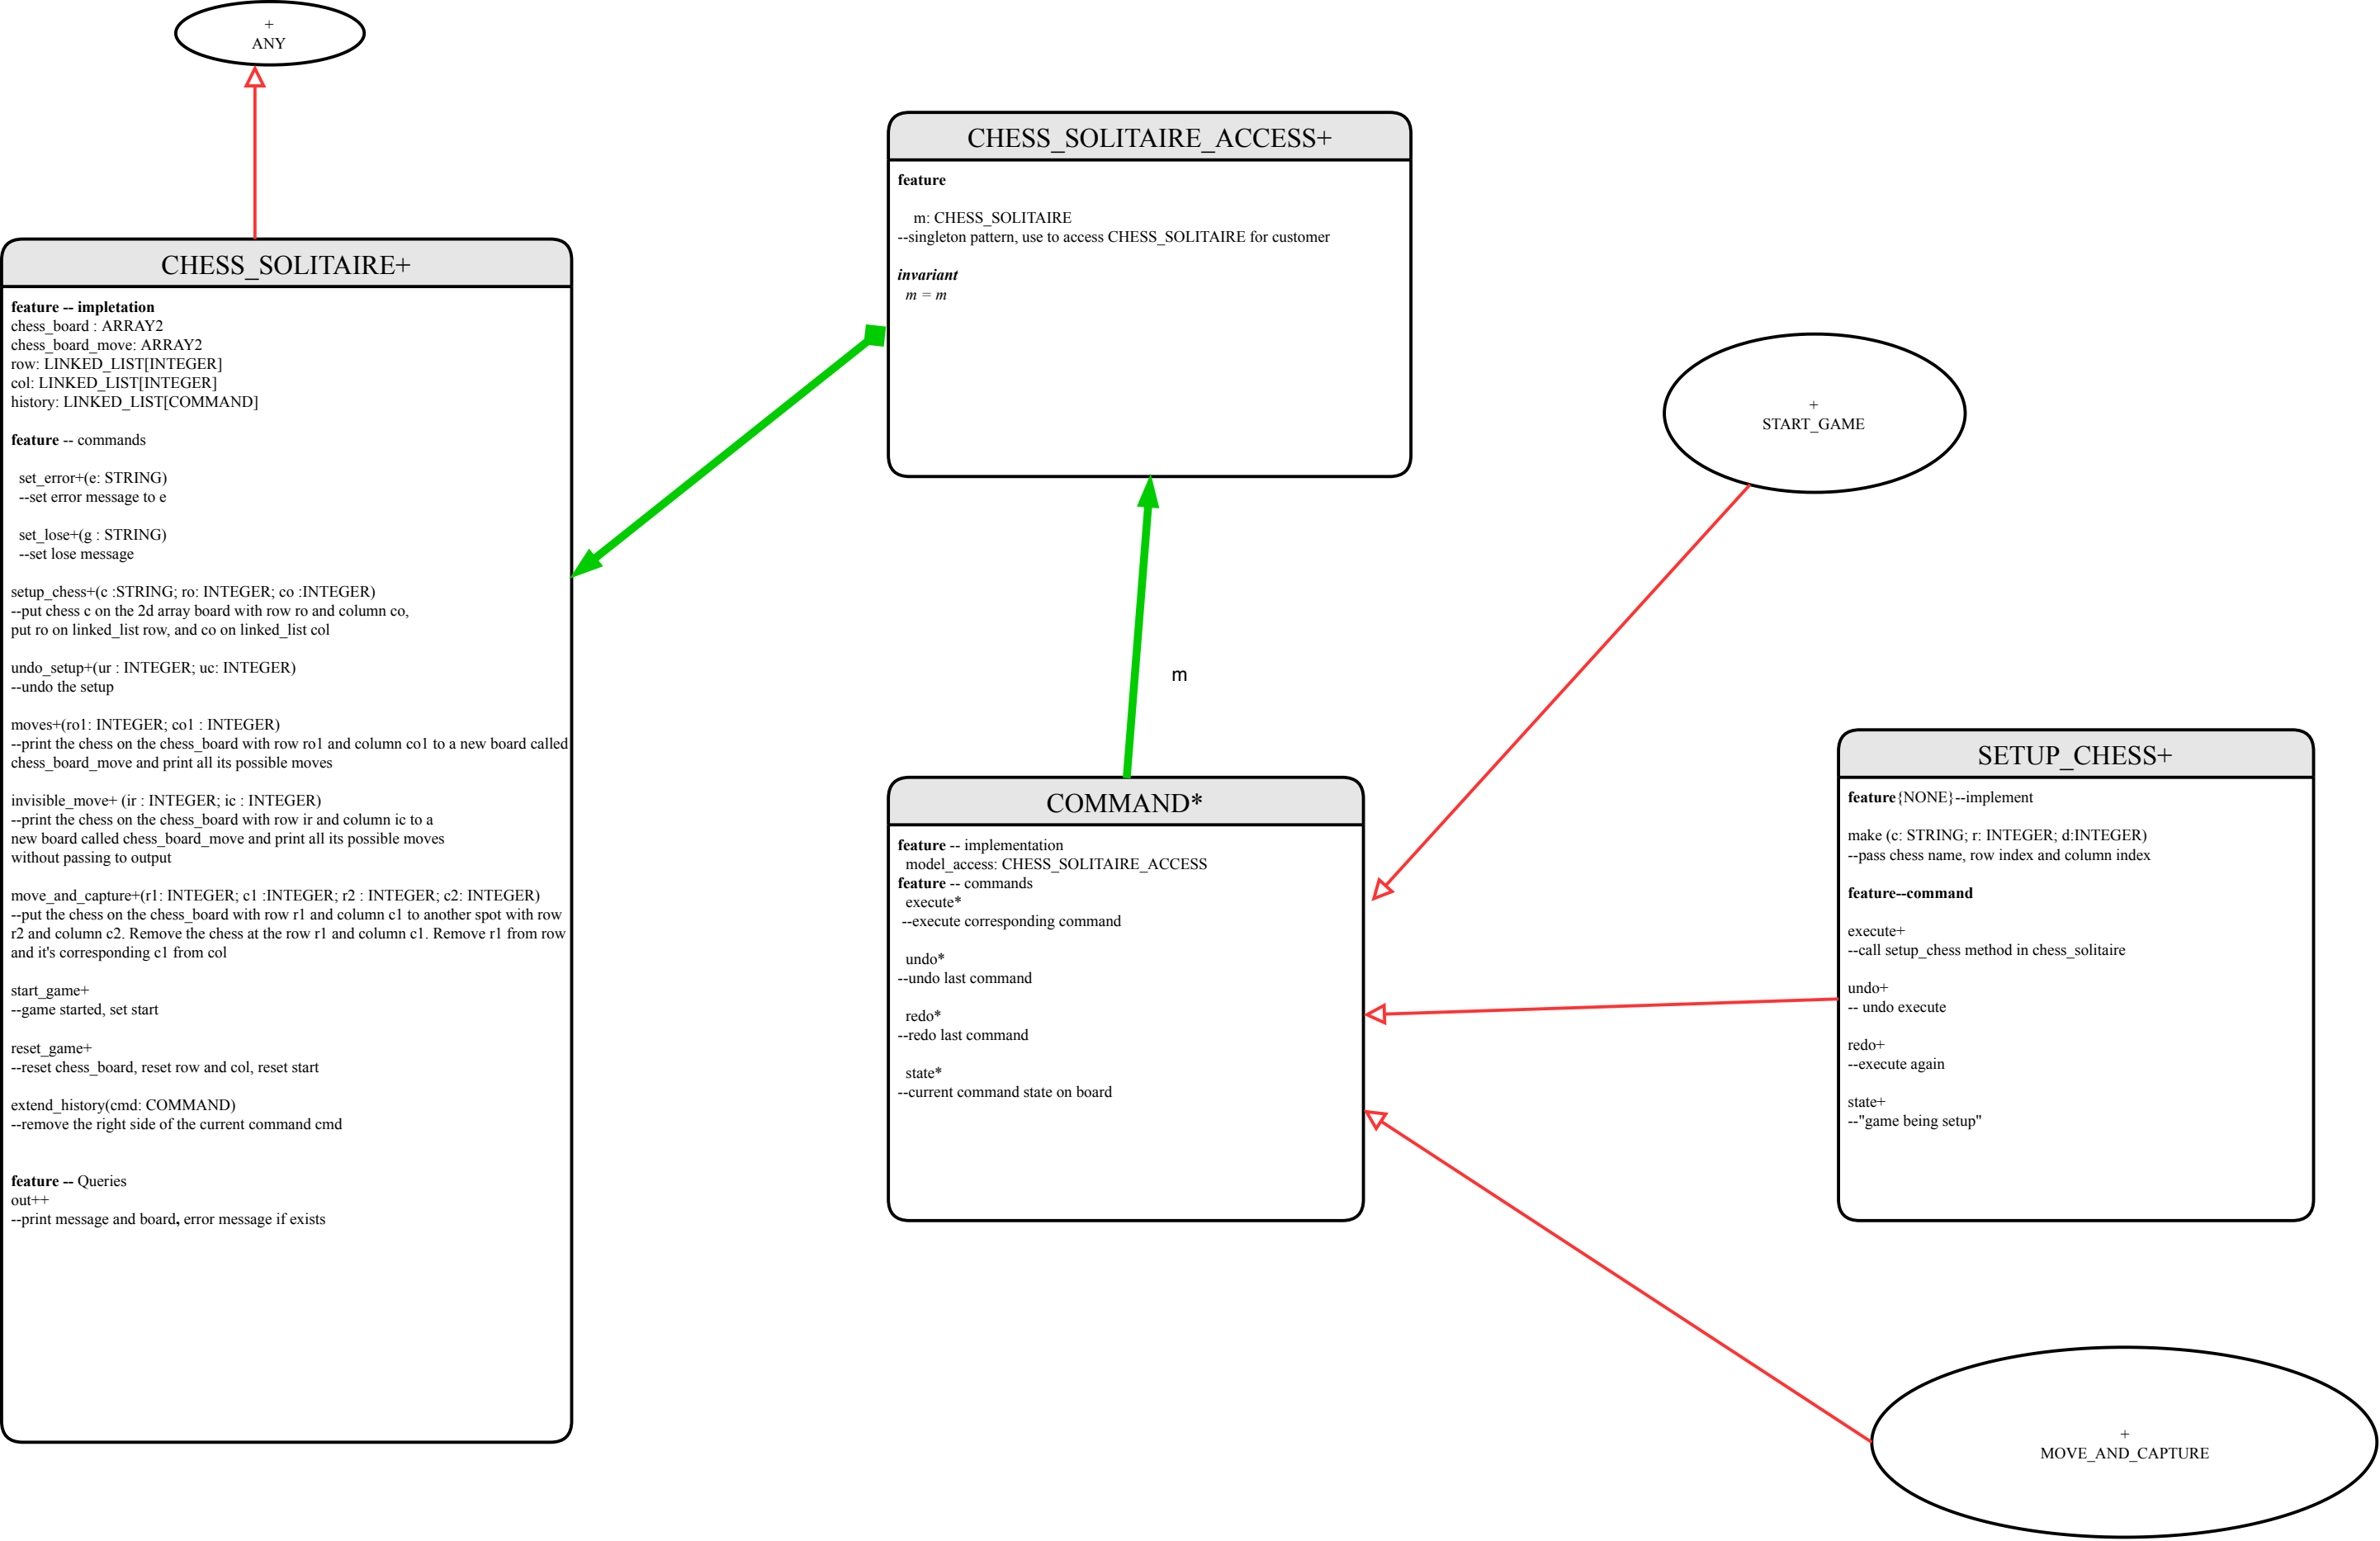 +
ANY
CHESS_SOLITAIRE+
feature -- impletation
chess_board : ARRAY2
chess_board_move: ARRAY2
row: LINKED_LIST[INTEGER]
col: LINKED_LIST[INTEGER]
history: LINKED_LIST[COMMAND]
feature -- commands
set_error+(e: STRING)
--set error message to e
set_lose+(g : STRING)
--set lose message
setup_chess+(c :STRING; ro: INTEGER; co :INTEGER)
--put chess c on the 2d array board with row ro and column co,
put ro on linked_list row, and co on linked_list col
undo_setup+(ur : INTEGER; uc: INTEGER)
--undo the setup
moves+(ro1: INTEGER; co1 : INTEGER)
--print the chess on the chess_board with row ro1 and column co1 to a new board called
chess_board_move and print all its possible moves
invisible_move+ (ir : INTEGER; ic : INTEGER)
--print the chess on the chess_board with row ir and column ic to a
new board called chess_board_move and print all its possible moves
without passing to output
move_and_capture+(r1: INTEGER; c1 :INTEGER; r2 : INTEGER; c2: INTEGER)
--put the chess on the chess_board with row r1 and column c1 to another spot with row
r2 and column c2. Remove the chess at the row r1 and column c1. Remove r1 from row
and it's corresponding c1 from col
start_game+
--game started, set start
reset_game+
--reset chess_board, reset row and col, reset start
extend_history(cmd: COMMAND)
--remove the right side of the current command cmd
feature -- Queries
out++
--print message and board, error message if exists
CHESS_SOLITAIRE_ACCESS+
feature
m: CHESS_SOLITAIRE
--singleton pattern, use to access CHESS_SOLITAIRE for customer
invariant
m = m
m
COMMAND*
feature -- implementation
model_access: CHESS_SOLITAIRE_ACCESS
feature -- commands
execute*
--execute corresponding command
undo*
--undo last command
redo*
--redo last command
state*
--current command state on board
+
START_GAME
SETUP_CHESS+
feature{NONE}--implement
make (c: STRING; r: INTEGER; d:INTEGER)
--pass chess name, row index and column index
feature--command
execute+
--call setup_chess method in chess_solitaire
undo+
-- undo execute
redo+
--execute again
state+
--"game being setup"
+
MOVE_AND_CAPTURE